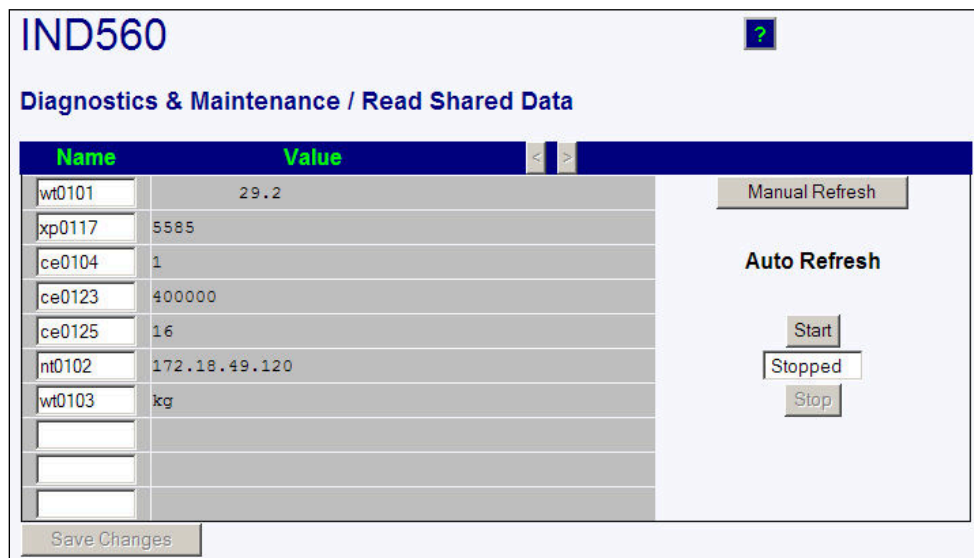 IND560 ?
Diagnostics & Maintenance / Read Shared Data
Name Value < >
wt0101 29.2 Manual Refresh
xp0117 5585
ce0104 1 Auto Refresh
ce0123 400000
ce0125 16 Start
nt0102 172.18.49.120 Stopped
wt0103 kg Stop
Save Changes